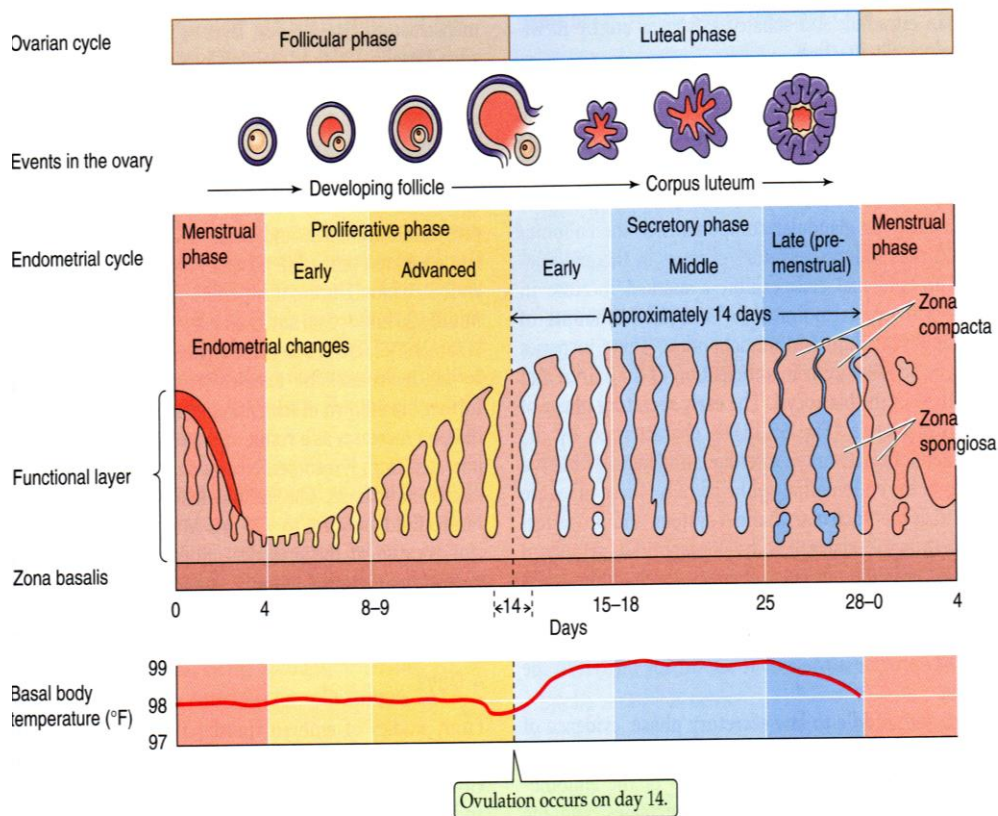 Ovarian cycle
Follicular phase
Luteal phase
Events in the ovary
Developing follicle
Corpus luteum
Endometrial cycle
Menstrual
phase
Proliferative phase
Early
Advanced
Secretory phase
Early
Middle
Late (pre-
menstrual)
Menstrual
phase
Approximately 14 days
Endometrial changes
Zona
compacta
Zona
spongiosa
Functional layer
Zona basalis
0
4
8–9
14
15–18
25
28–0
4
Days
Basal body
temperature (°F)
99
98
97
Ovulation occurs on day 14.